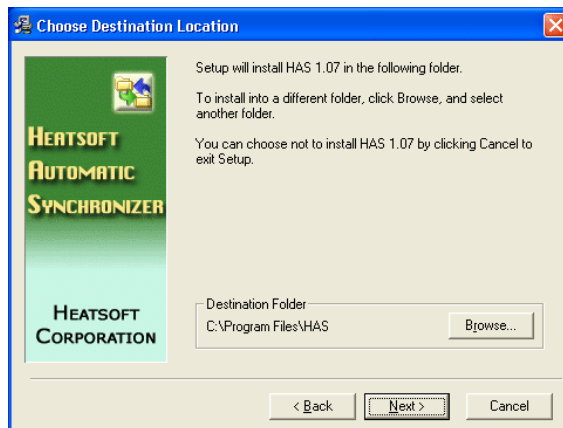 Choose Destination Location
HEATSOFT
AUTOMATIC
SYNCHRONIZER
HEATSOFT
CORPORATION
Setup will install HAS 1.07 in the following folder.
To install into a different folder, click Browse, and select
another folder.
You can choose not to install HAS 1.07 by clicking Cancel to
exit Setup.
Destination Folder
C:\Program Files\HAS
Browse...
< Back
Next >
Cancel